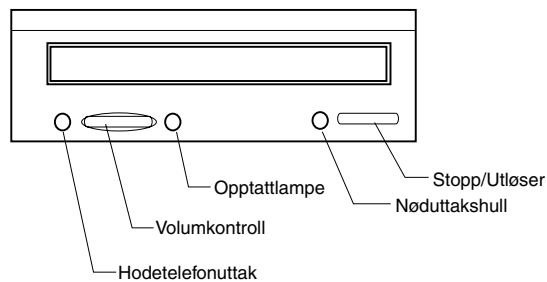 Stopp/Utløser
Opptattlampe
Nøduttakshull
Volumkontroll
Hodetelefonuttak